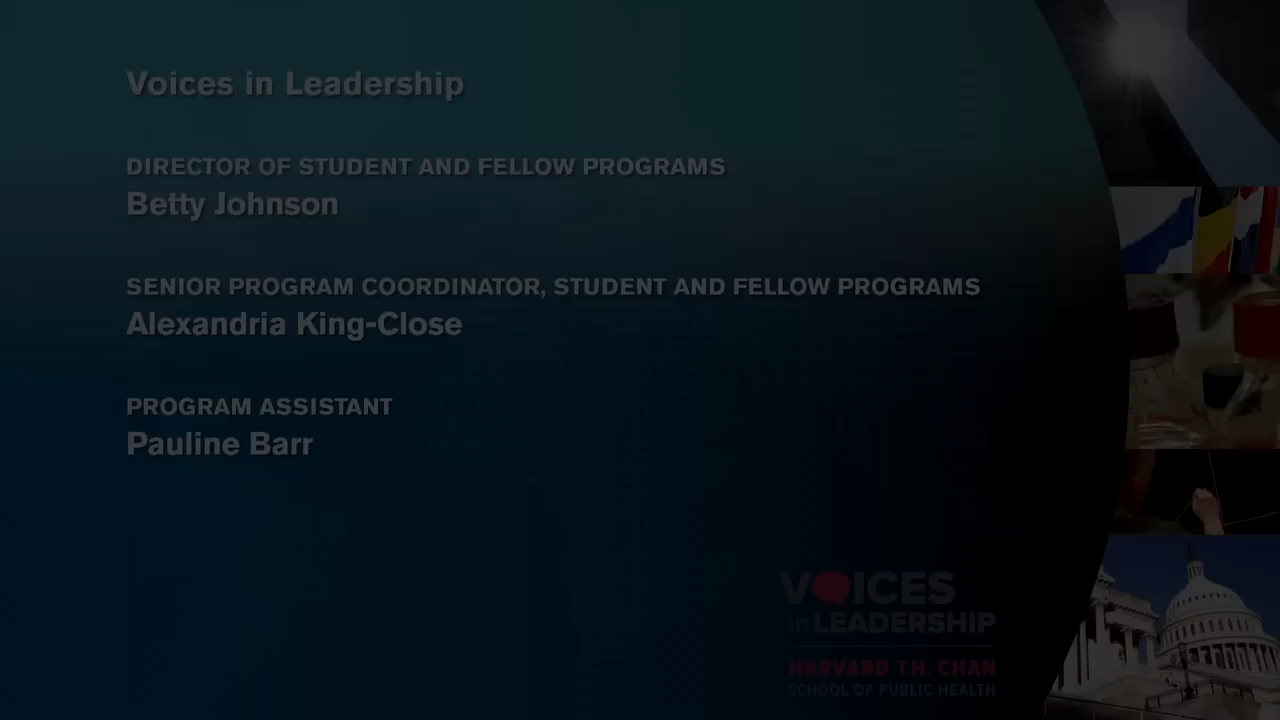 Voices in Leadership
DIRECTOR OF STUDENT AND FELLOW PROGRAMS
Betty Johnson
SENIOR PROGRAM COORDINATOR, STUDENT AND FELLOW PROGRAMS
Alexandria King-Close
PROGRAM ASSISTANT
Pauline Barr
VOICES
in LEADERSHIP
HARVARD T.H. CHAN
SCHOOL OF PUBLIC HEALTH